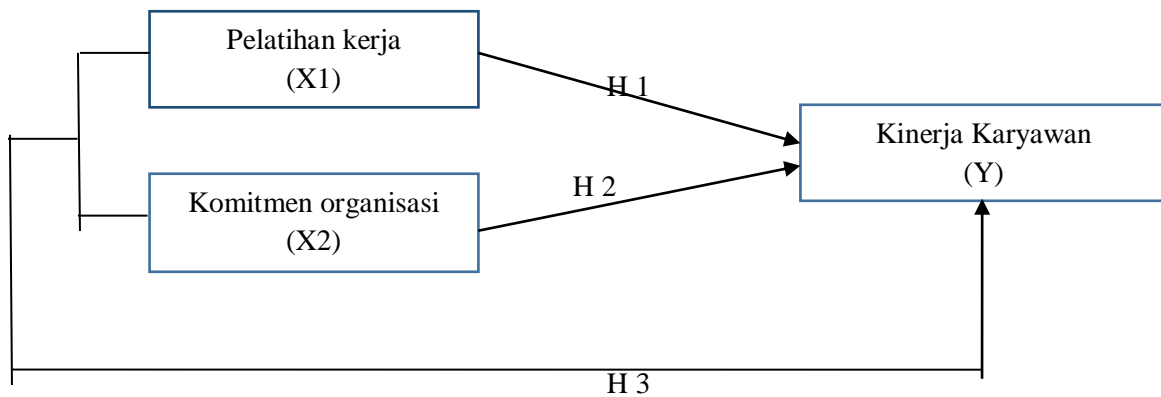 Pelatihan kerja
(X1)
H 1
Kinerja Karyawan
(Y)
Komitmen organisasi
(X2)
H 2
H 3